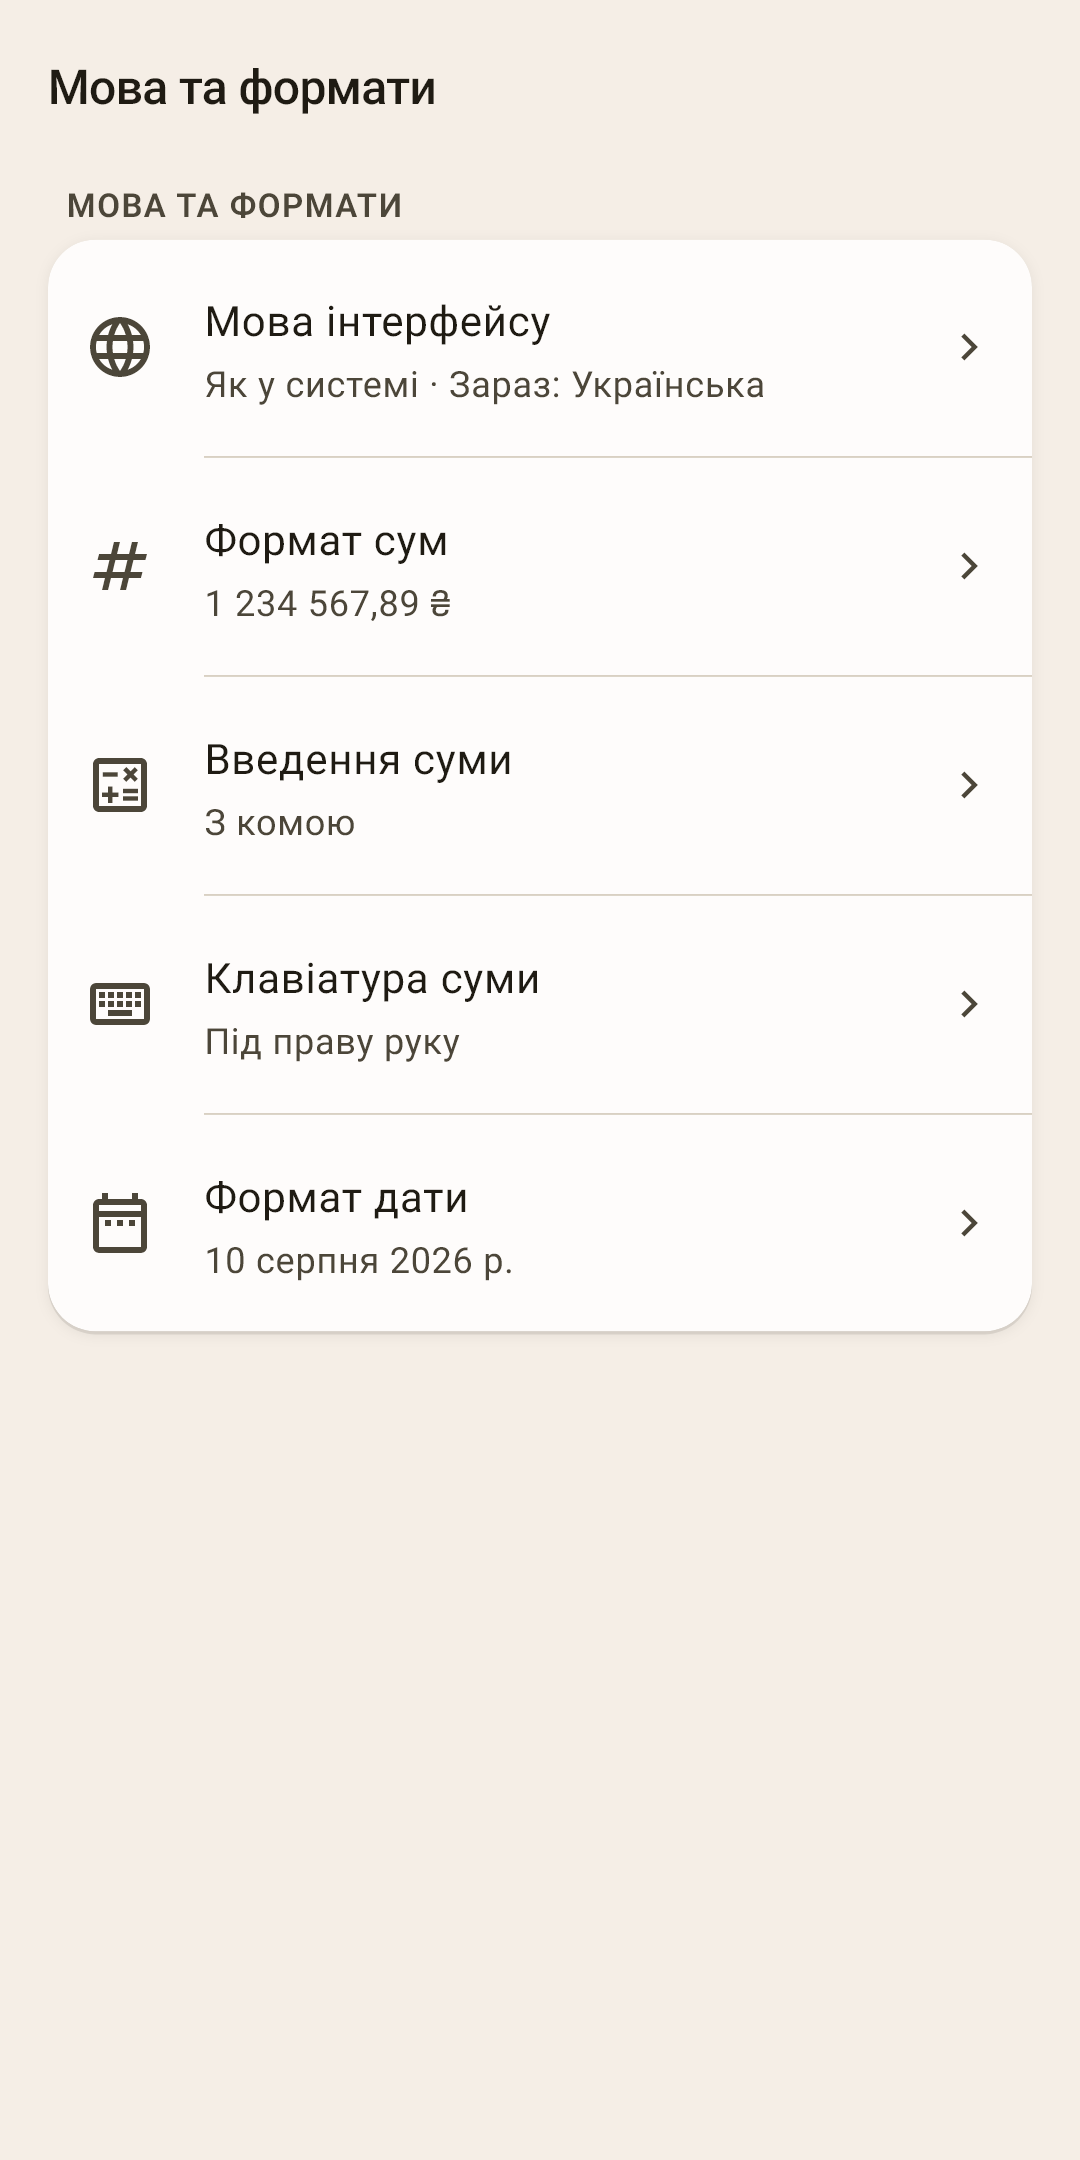 Мова та формати
МОВА ТА ФОРМАТИ
Мова інтерфейсу
Як у системі · Зараз: Українська
Формат сум
1 234 567,89 ₴
Введення суми
З комою
Клавіатура суми
Під праву руку
Формат дати
10 серпня 2026 р.